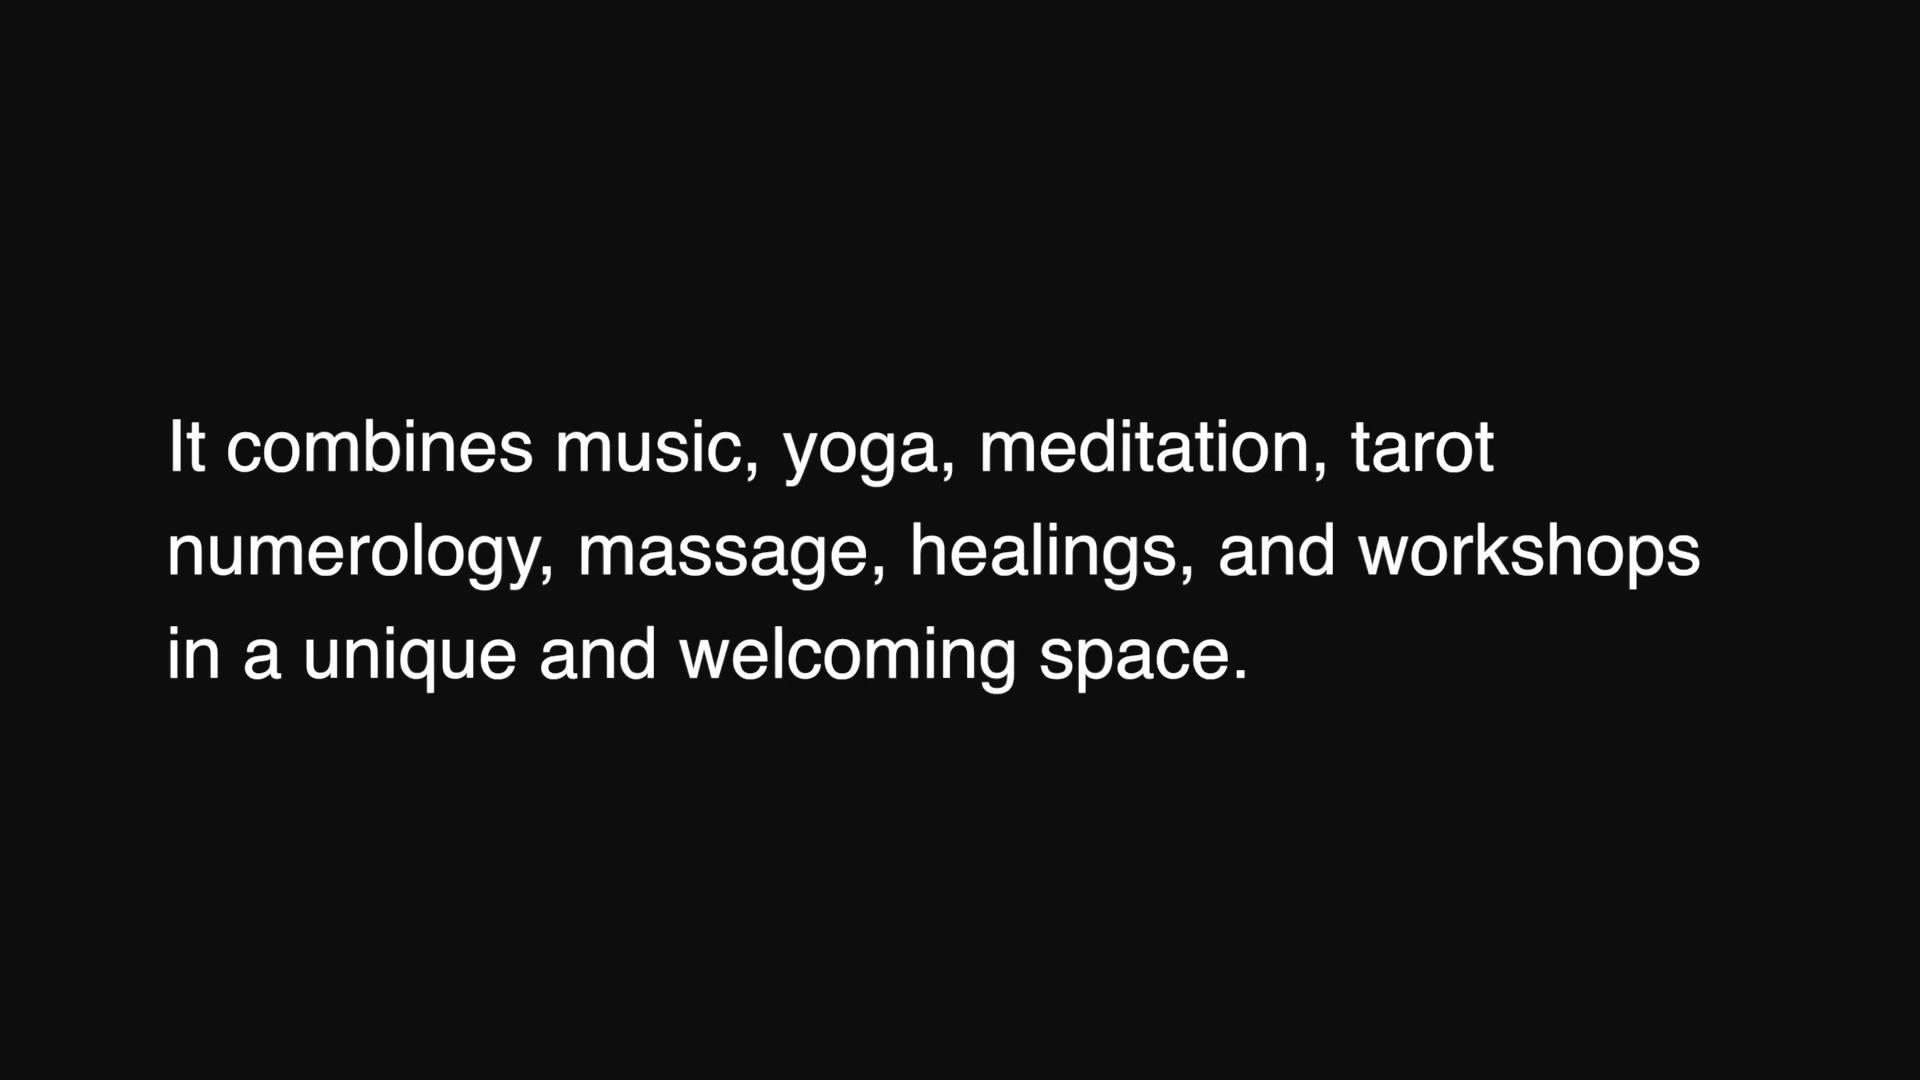 It combines music, yoga, meditation, tarot
numerology, massage, healings, and workshops
in a unique and welcoming space.